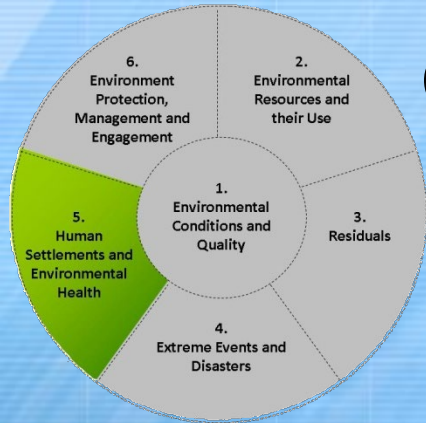 6.
Environment
Protection,
Management and
Engagement
2.
Environmental
Resources and
their Use
1.
Environmental
Conditions and
Quality
5.
Human
Settlements and
Environmental
Health
3.
Residuals
4.
Extreme Events and
Disasters